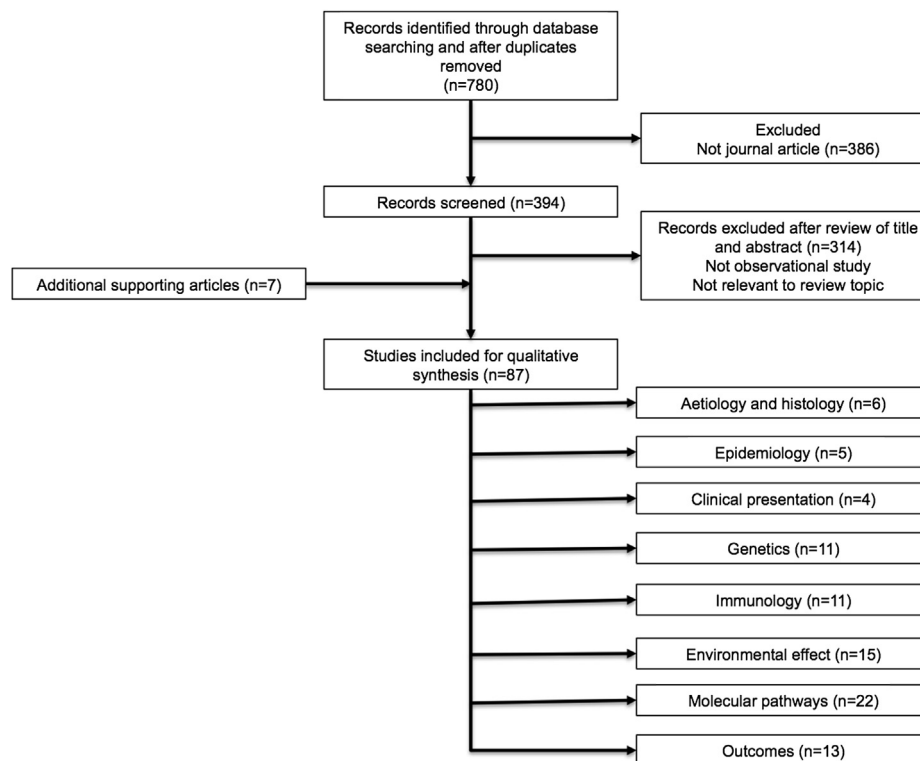 Records identified through database
searching and after duplicates
removed
(n=780)
Excluded
Not journal article (n=386)
Records screened (n=394)
Records excluded after review of title
and abstract (n=314)
Not observational study
Not relevant to review topic
Additional supporting articles (n=7)
Studies included for qualitative
synthesis (n=87)
Aetiology and histology (n=6)
Epidemiology (n=5)
Clinical presentation (n=4)
Genetics (n=11)
Immunology (n=11)
Environmental effect (n=15)
Molecular pathways (n=22)
Outcomes (n=13)